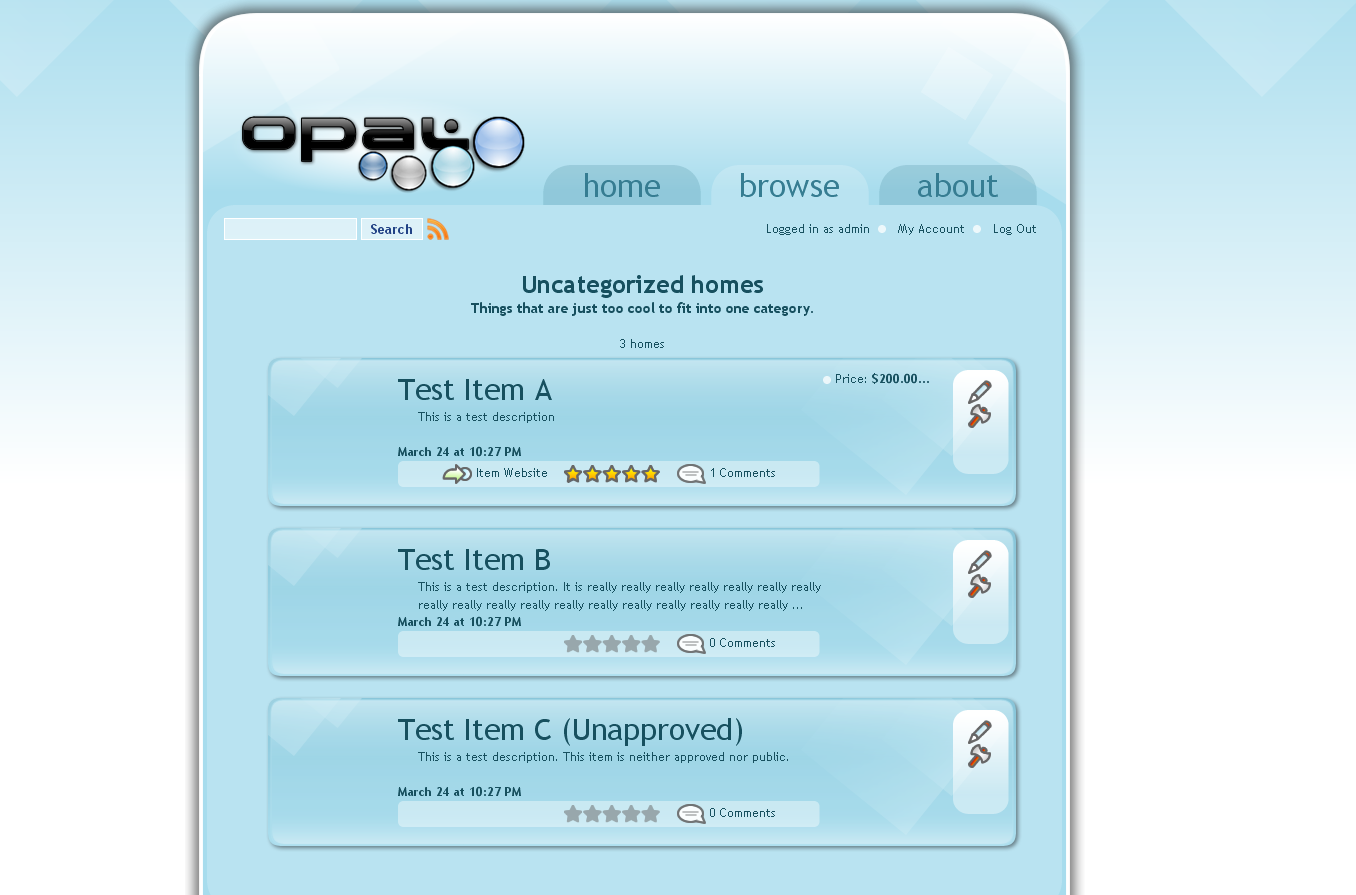 opal
home browse about
Search
Logged in as admin My Account Log Out
Uncategorized homes
Things that are just too cool to fit into one category.
3 homes
Test Item A
Price: $200.00...
This is a test description
March 24 at 10:27 PM
Item Website 1 Comments
Test Item B
This is a test description. It is really really really really really really really
really really really really really really really really really really really ...
March 24 at 10:27 PM
0 Comments
Test Item C (Unapproved)
This is a test description. This item is neither approved nor public.
March 24 at 10:27 PM
0 Comments